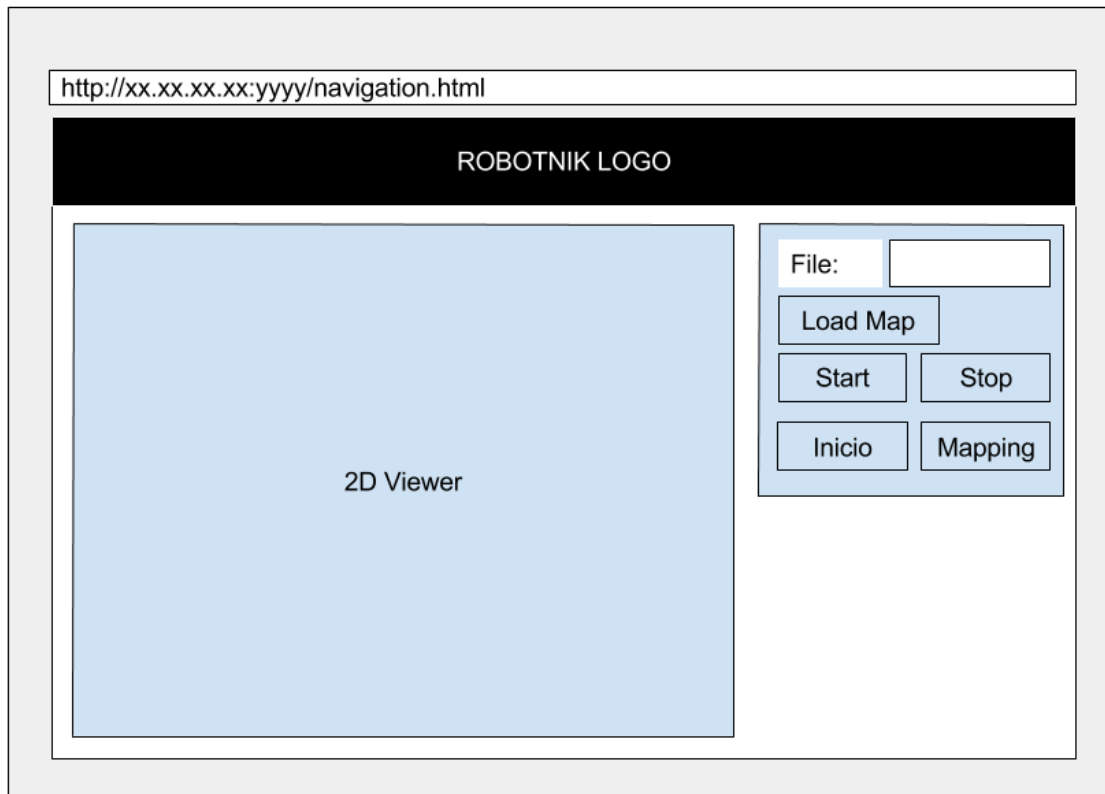 http://xx.xx.xx.xx:yyyy/navigation.html
ROBOTNIK LOGO
2D Viewer
File:
Load Map
Start Stop
Inicio Mapping